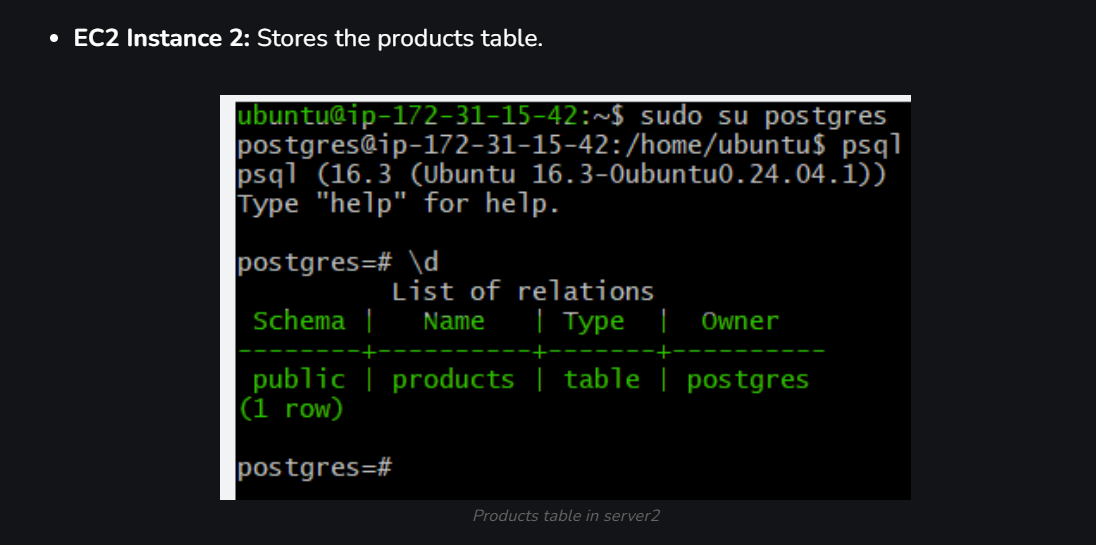 • EC2 Instance 2: Stores the products table.
ubuntu@ip-172-31-15-42:~$ sudo su postgres
postgres@ip-172-31-15-42:/home/ubuntu$ psql
psql (16.3 (Ubuntu 16.3-0ubuntu0.24.04.1))
Type "help" for help.
postgres=# \d
List of relations
Schema | Name | Type | Owner
--------+----------+-------+----------
public | products | table | postgres
(1 row)
postgres=#
Products table in server2